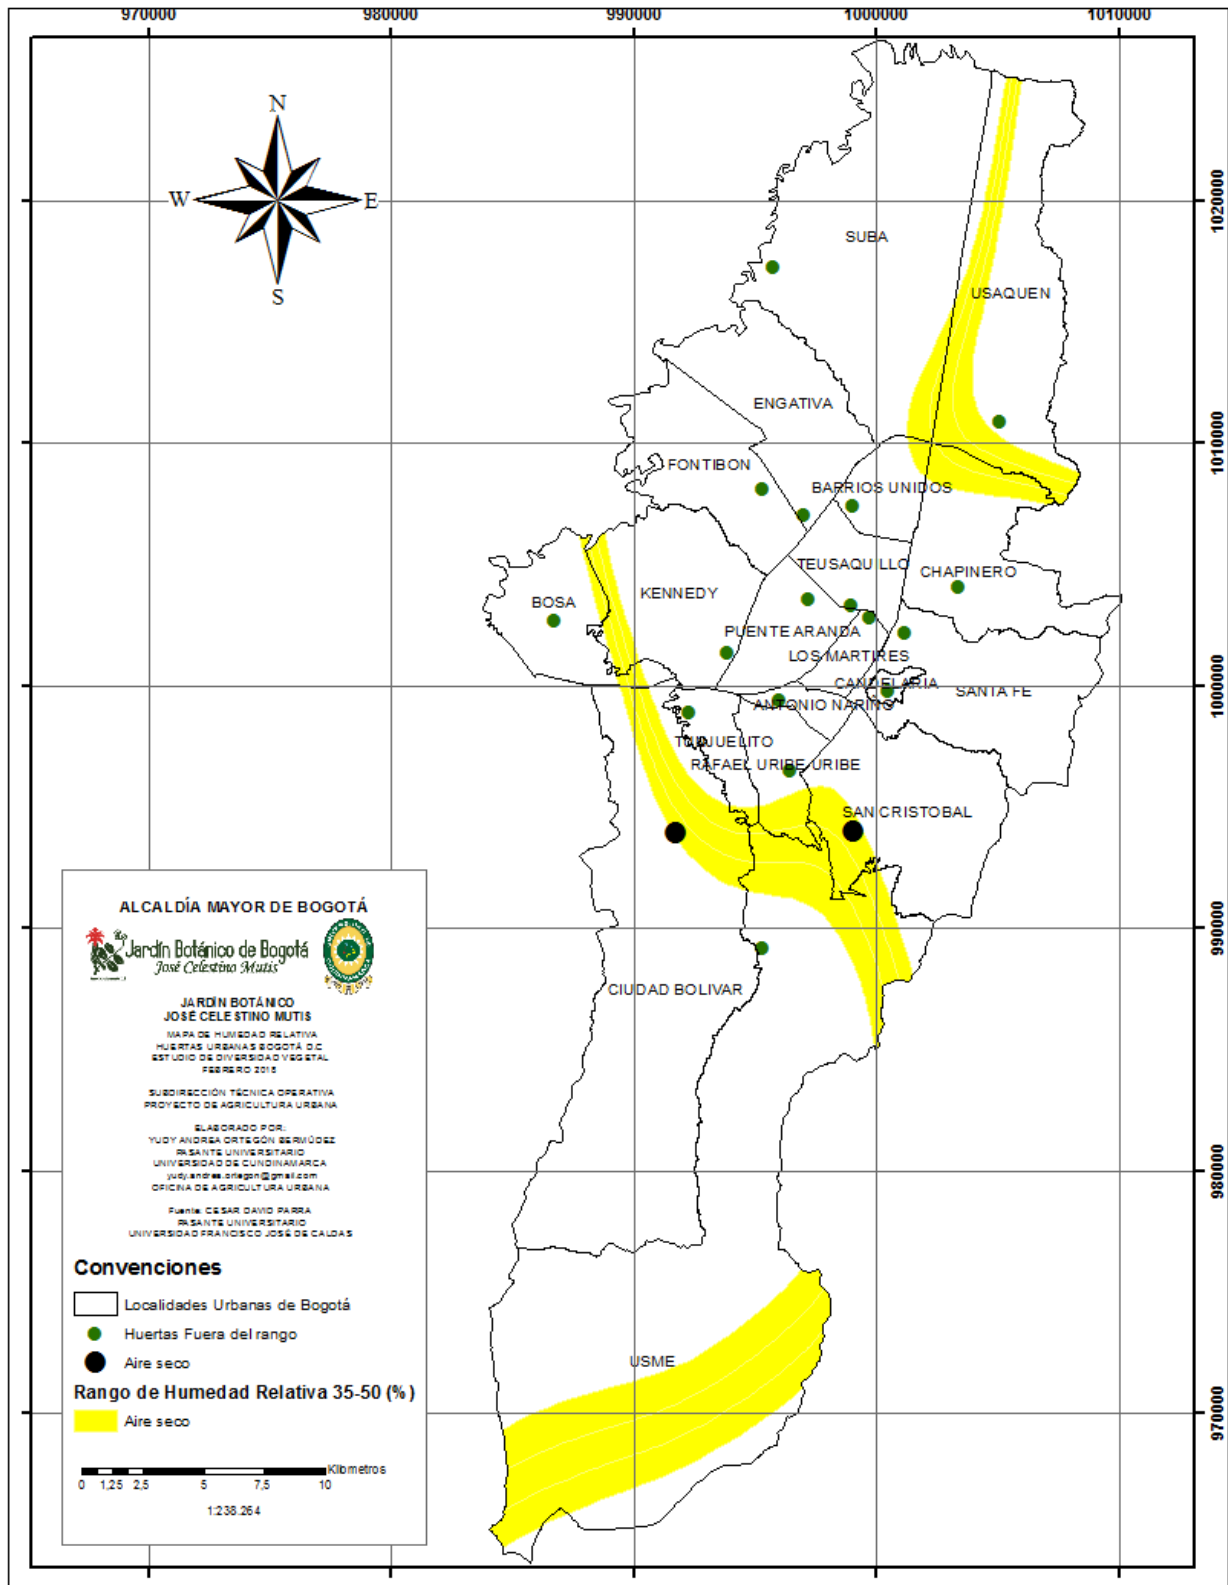 970000 980000 990000 1000000 1010000
N
W E
S
1020000
1010000
1000000
990000
980000
970000
SUBA
USAQUEN
ENGATIVA
FONTIBON
BARRIOS UNIDOS
TEUSAQUILLO
CHAPINERO
KENNEDY
BOSA
PUENTE ARANDA
LOS MARTIRES
CANDELARIA
SANTA FE
ANTONIO NARIÑO
TUNJUELITO
RAFAEL URIBE URIBE
SAN CRISTOBAL
CIUDAD BOLIVAR
USME
ALCALDÍA MAYOR DE BOGOTÁ
Jardín Botánico de Bogotá
José Celestino Mutis
JARDÍN BOTÁNICO
JOSÉ CELESTINO MUTIS
MAPA DE HUMEDAD RELATIVA
HUERTAS URBANAS BOGOTÁ D.C
ESTUDIO DE DIVERSIDAD VEGETAL
SUBDIRECCIÓN TÉCNICA OPERATIVA
PROYECTO DE AGRICULTURA URBANA
ELABORADO POR:
YUDY ANDREA ORTEGÓN BERMÚDEZ
PASANTE UNIVERSITARIO
UNIVERSIDAD DE CUNDINAMARCA
yudy.andrea.ortegon@gmail.com
OFICINA DE AGRICULTURA URBANA
Fuente: CESAR DAVID PARRA
PASANTE UNIVERSITARIO
UNIVERSIDAD FRANCISCO JOSÉ DE CALDAS
Convenciones
Localidades Urbanas de Bogotá
Huertas Fuera del rango
Aire seco
Rango de Humedad Relativa 35-50 (%)
Aire seco
Kilometros
0 1,25 2,5 5 7,5 10
1:238.264